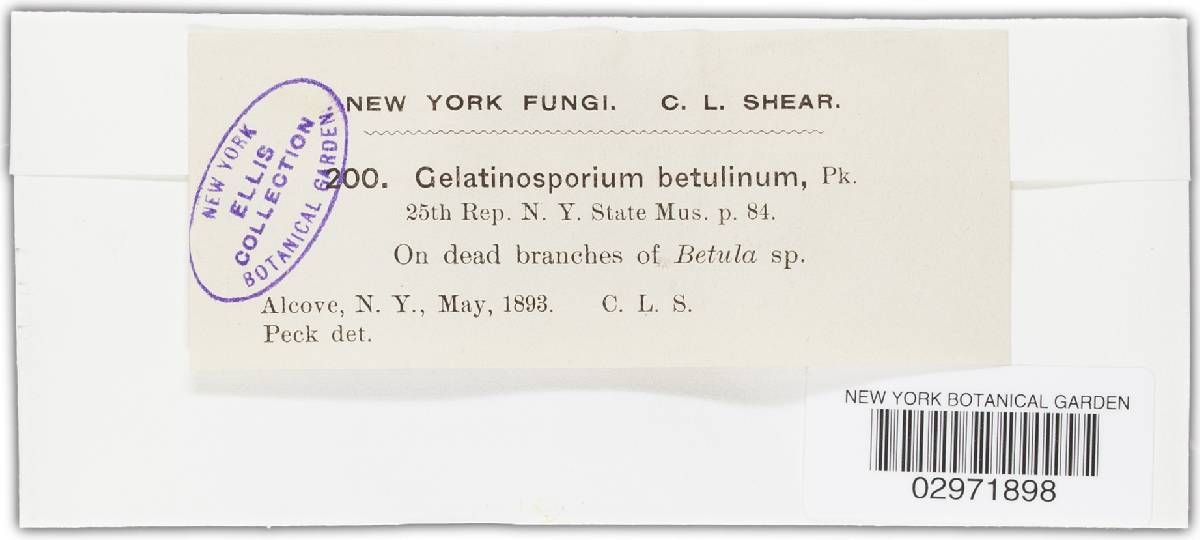 NEW YORK FUNGI. C. L. SHEAR.
NEW YORK
ELLIS
COLLECTION
BOTANICAL GARDEN.
200. Gelatinosporium betulinum, Pk.
25th Rep. N. Y. State Mus. p. 84.
On dead branches of Betula sp.
Alcove, N. Y., May, 1893. C. L. S.
Peck det.
NEW YORK BOTANICAL GARDEN
02971898